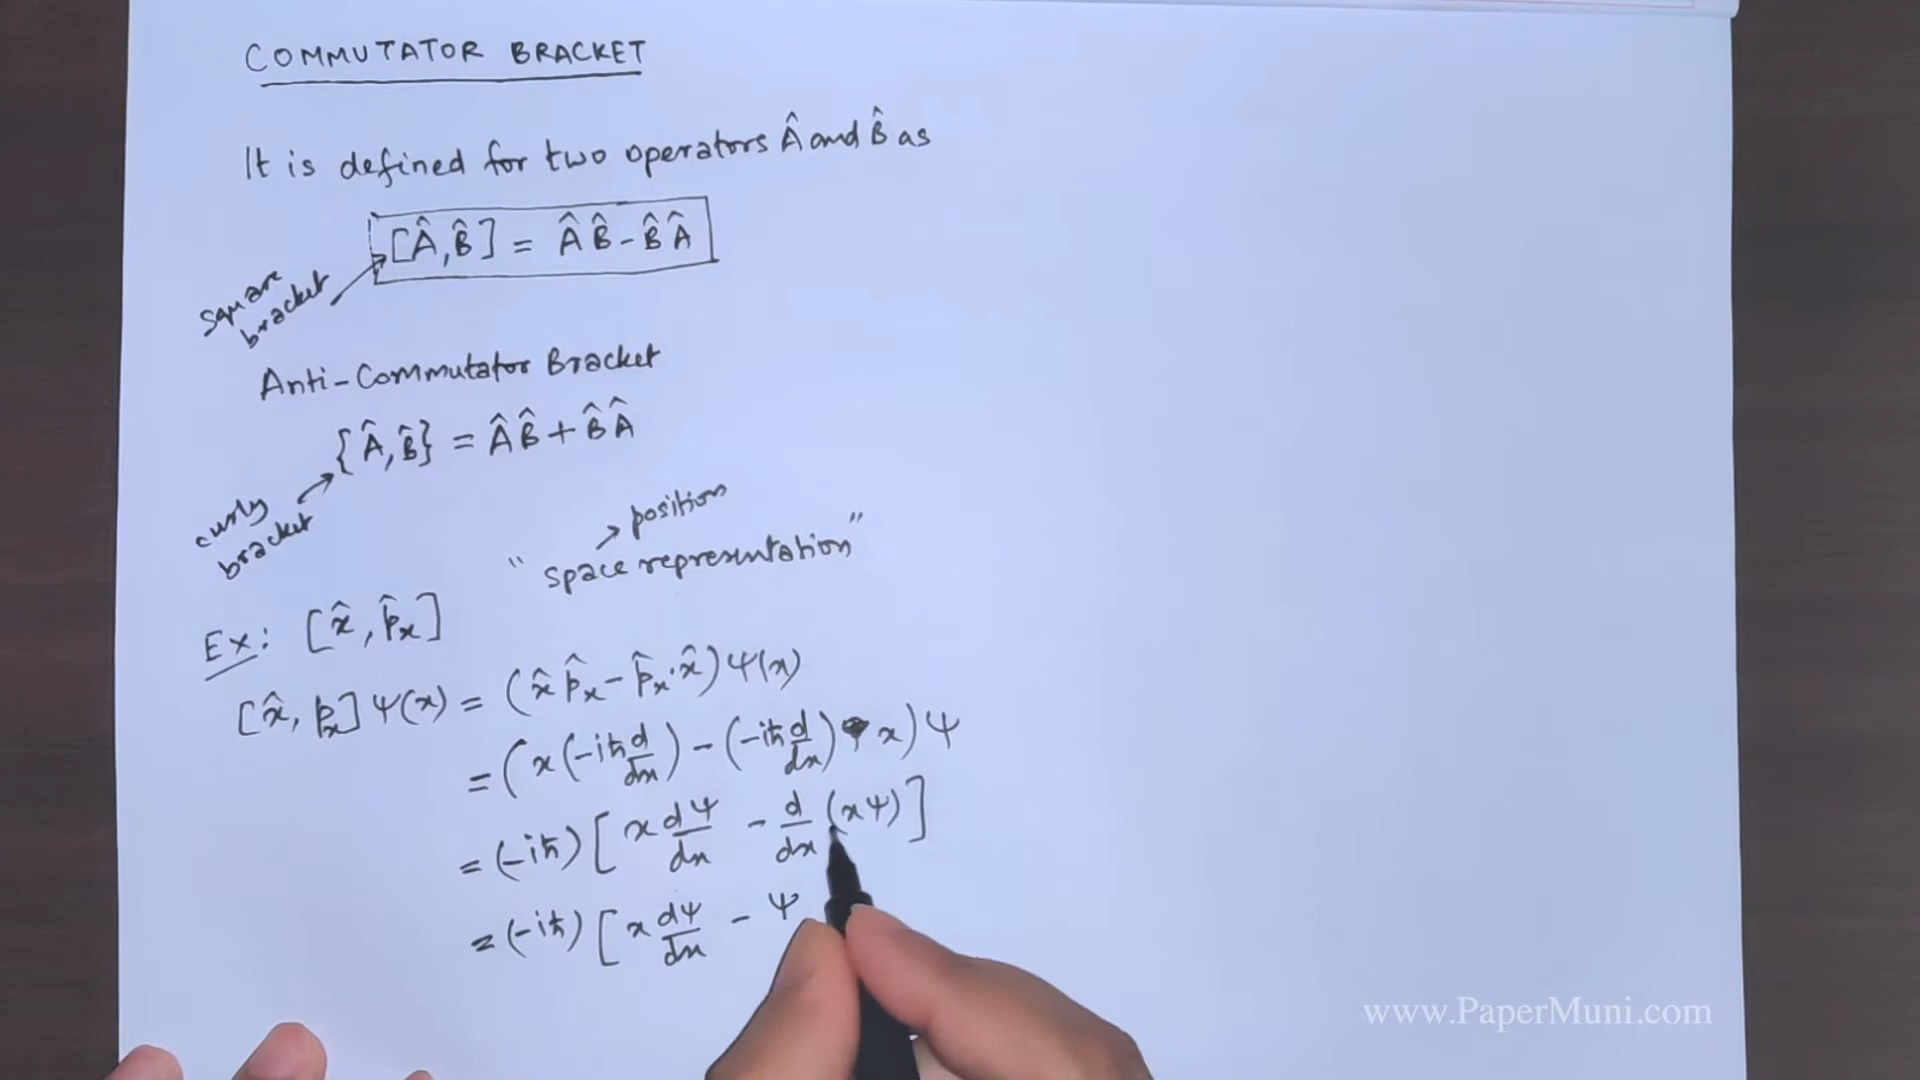 COMMUTATOR BRACKET
It is defined for two operators Â and B̂ as
[Â, B̂] = ÂB̂ - B̂Â
square
bracket
Anti-Commutator Bracket
{Â, B̂} = ÂB̂ + B̂Â
curly
bracket
position
"space representation"
Ex: [x̂, p̂ₓ]
[x̂, pₓ] Ψ(x) = (x̂ p̂ₓ - p̂ₓ·x̂) Ψ(x)
= (x(-iħ d/dx) - (-iħ d/dx) x) Ψ
= (-iħ) [x dΨ/dx - d/dx (xΨ)]
= (-iħ) [x dΨ/dx - Ψ
www.PaperMuni.com